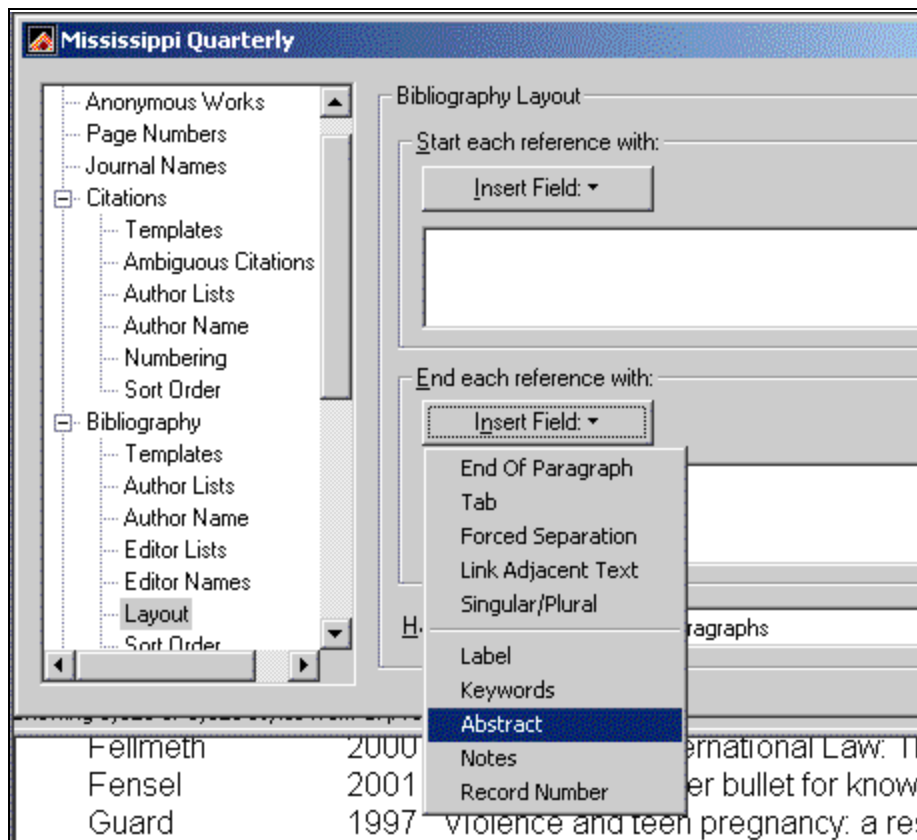 Mississippi Quarterly
Anonymous Works
Page Numbers
Journal Names
Citations
Templates
Ambiguous Citations
Author Lists
Author Name
Numbering
Sort Order
Bibliography
Templates
Author Lists
Author Name
Editor Lists
Editor Names
Layout
Sort Order
Bibliography Layout
Start each reference with:
Insert Field:
End each reference with:
Insert Field:
End Of Paragraph
Tab
Forced Separation
Link Adjacent Text
Singular/Plural
Label
Keywords
Abstract
Notes
Record Number
H
ragraphs
Fellmeth 2000 ernational Law: T
Fensel 2001 er bullet for know
Guard 1997 Violence and teen pregnancy: a re